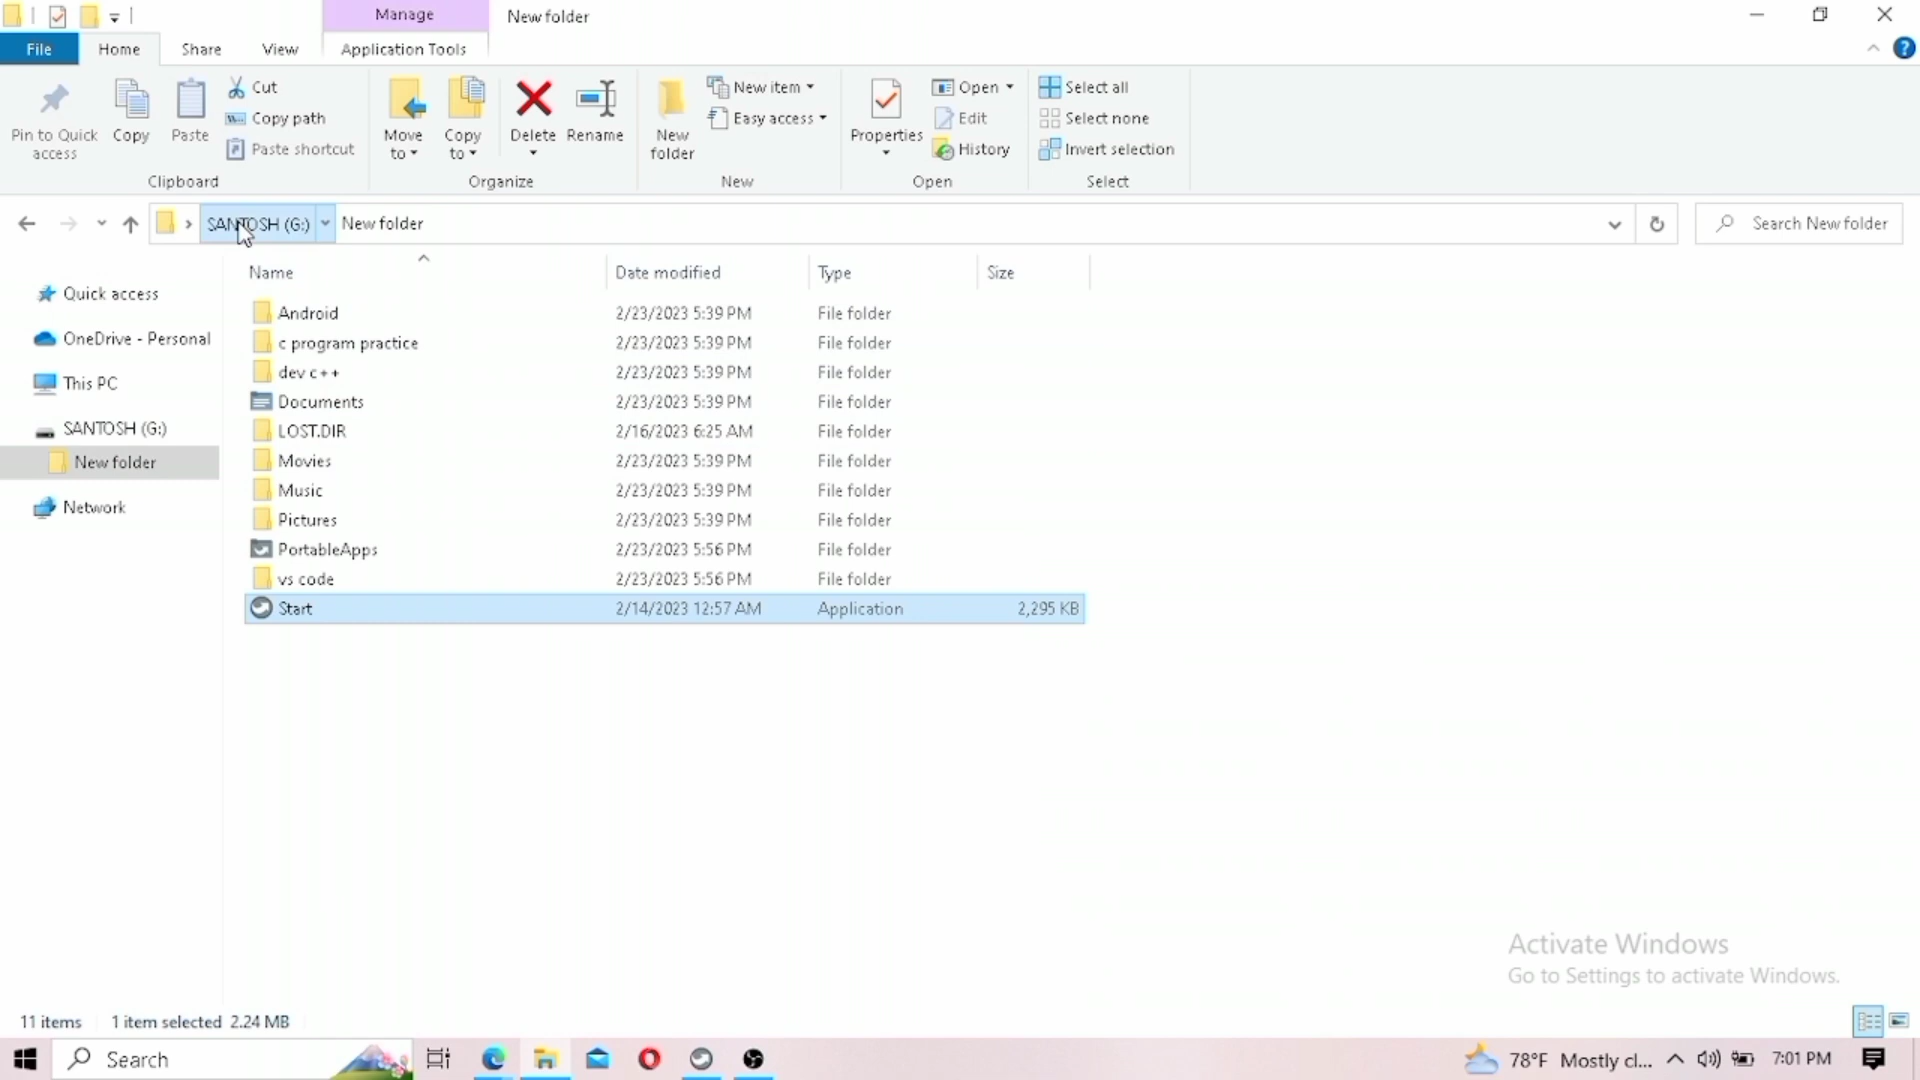 Manage
New folder
File
Home
Share
View
Application Tools
Pin to Quick access
Copy
Paste
Cut
Copy path
Paste shortcut
Clipboard
Move to
Copy to
Delete
Rename
Organize
New folder
New item
Easy access
New
Properties
Open
Edit
History
Open
Select all
Select none
Invert selection
Select
SANTOSH (G:)
New folder
Search New folder
Quick access
OneDrive - Personal
This PC
SANTOSH (G:)
New folder
Network
Name Date modified Type Size
Android 2/23/2023 5:39 PM File folder
c program practice 2/23/2023 5:39 PM File folder
dev c++ 2/23/2023 5:39 PM File folder
Documents 2/23/2023 5:39 PM File folder
LOST.DIR 2/16/2023 6:25 AM File folder
Movies 2/23/2023 5:39 PM File folder
Music 2/23/2023 5:39 PM File folder
Pictures 2/23/2023 5:39 PM File folder
PortableApps 2/23/2023 5:56 PM File folder
vs code 2/23/2023 5:56 PM File folder
Start 2/14/2023 12:57 AM Application 2,295 KB
Activate Windows
Go to Settings to activate Windows.
11 items 1 item selected 2.24 MB
Search
78°F Mostly cl... 7:01 PM